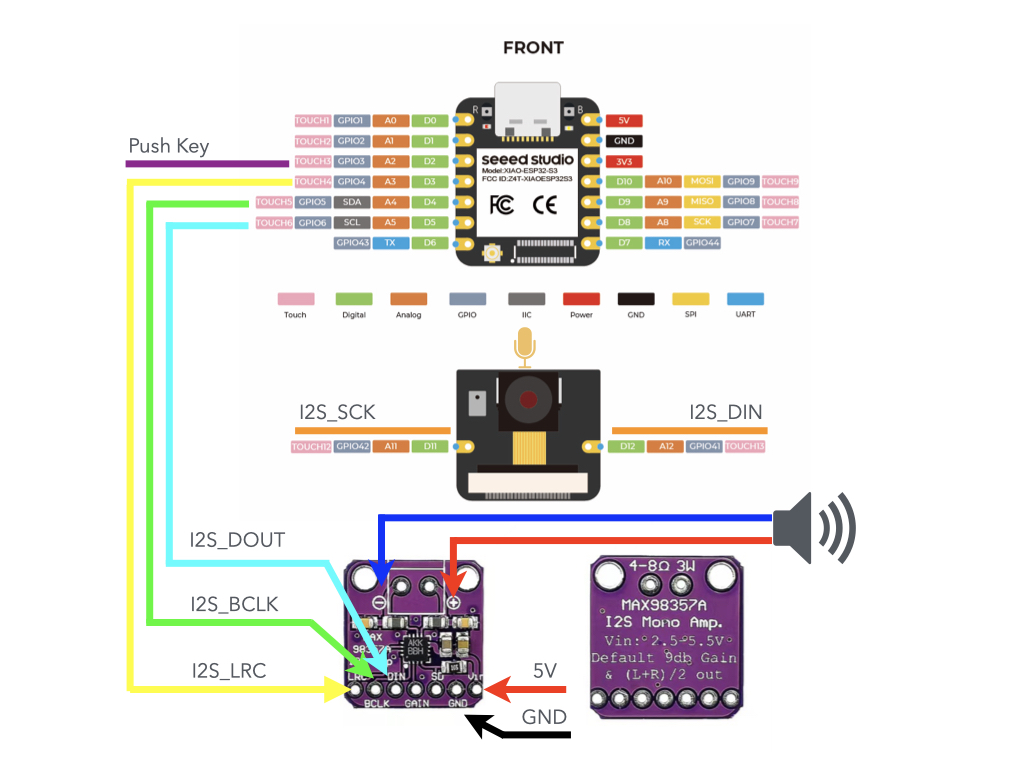 FRONT
R
B
TOUCH1 GPIO1 A0 D0
5V
TOUCH2 GPIO2 A1 D1
GND
Push Key
TOUCH3 GPIO3 A2 D2
3V3
TOUCH4 GPIO4 A3 D3
D10 A10 MOSI GPIO9 TOUCH9
TOUCH5 GPIO5 SDA A4 D4
D9 A9 MISO GPIO8 TOUCH8
TOUCH6 GPIO6 SCL A5 D5
D8 A8 SCK GPIO7 TOUCH7
GPIO43 TX D6
D7 RX GPIO44
seeed studio
Model:XIAO-ESP32-S3
FCC ID:Z4T-XIAOESP32S3
FC CE
Touch Digital Analog GPIO IIC Power GND SPI UART
I2S_SCK
I2S_DIN
TOUCH12 GPIO42 A11 D11
D12 A12 GPIO41 TOUCH13
I2S_DOUT
I2S_BCLK
I2S_LRC
5V
GND
MAX
98357A
AKK
BBH
LRC DIN SD Vin
BCLK GAIN GND
4-8Ω 3W
MAX98357A
I2S Mono Amp.
Vin: 2.5-5.5V
Default 9db Gain
& (L+R)/2 out